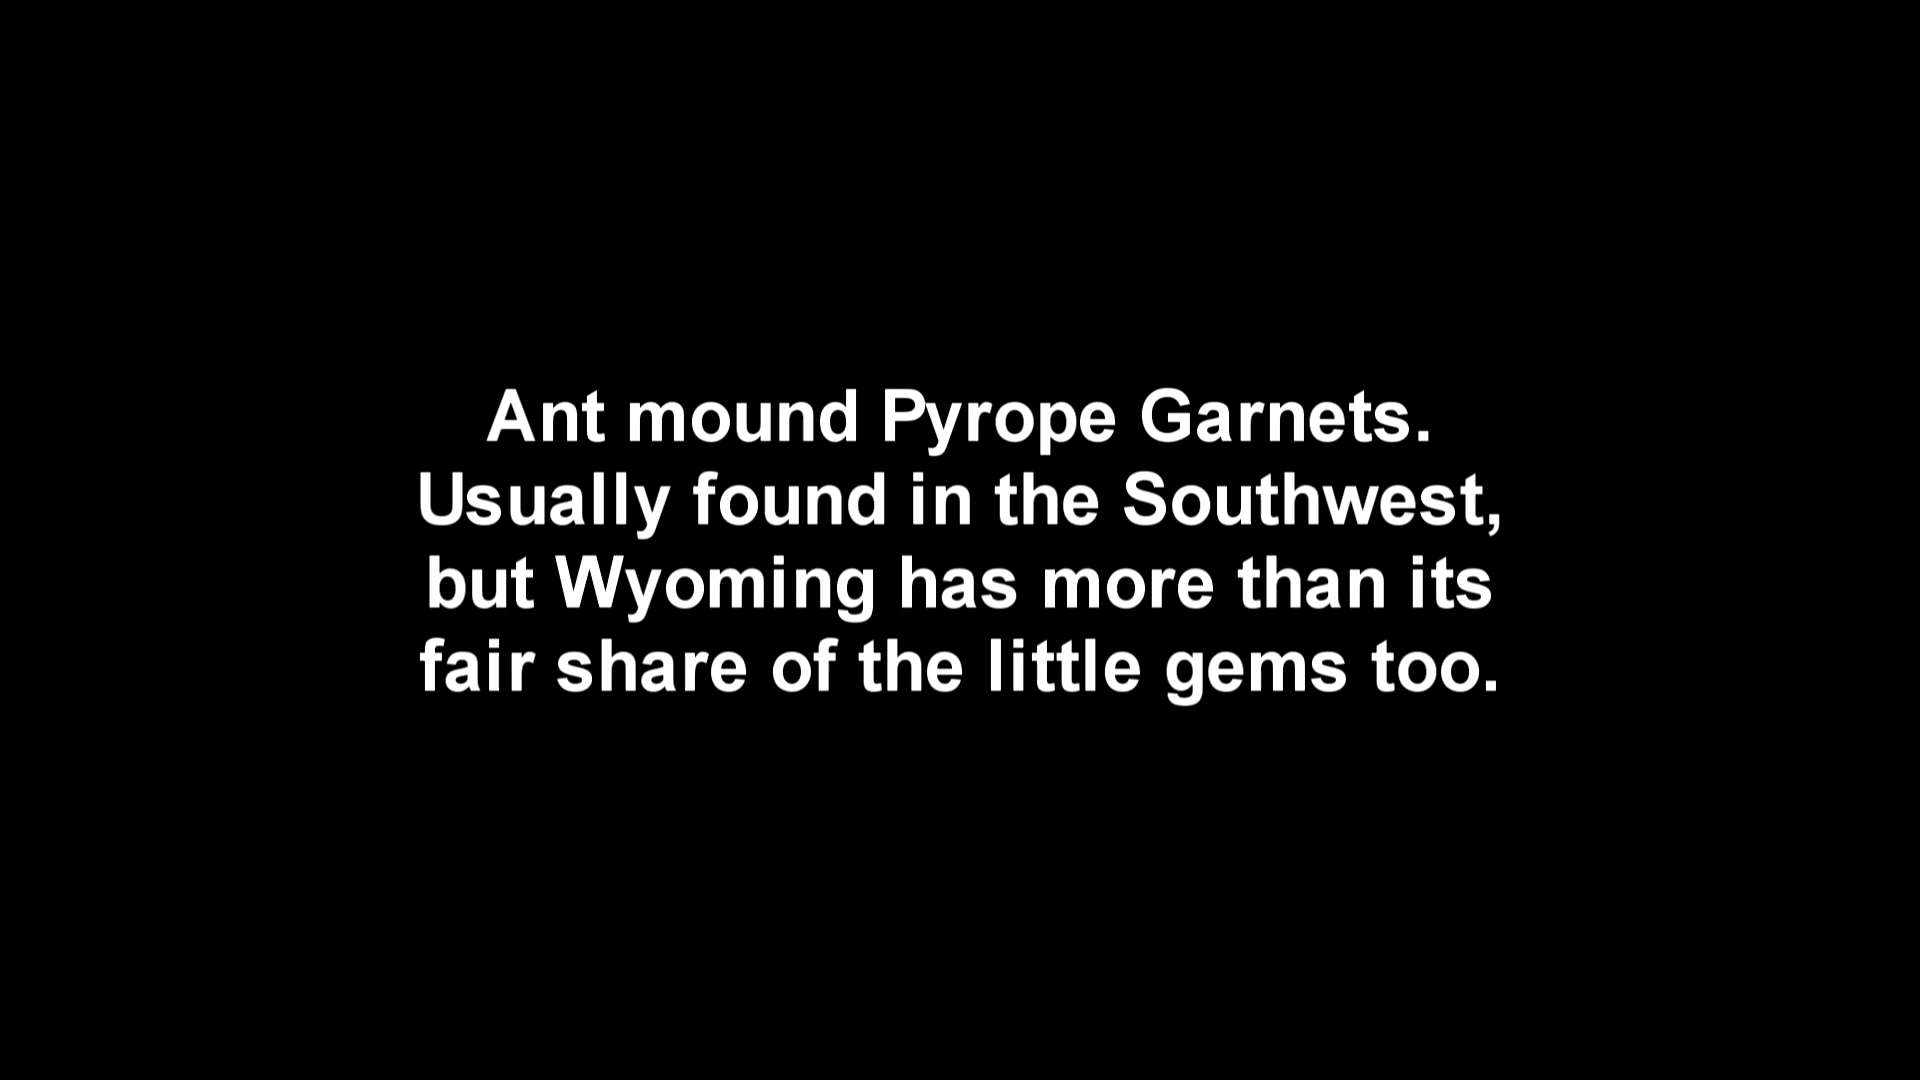 Ant mound Pyrope Garnets.
Usually found in the Southwest,
but Wyoming has more than its
fair share of the little gems too.